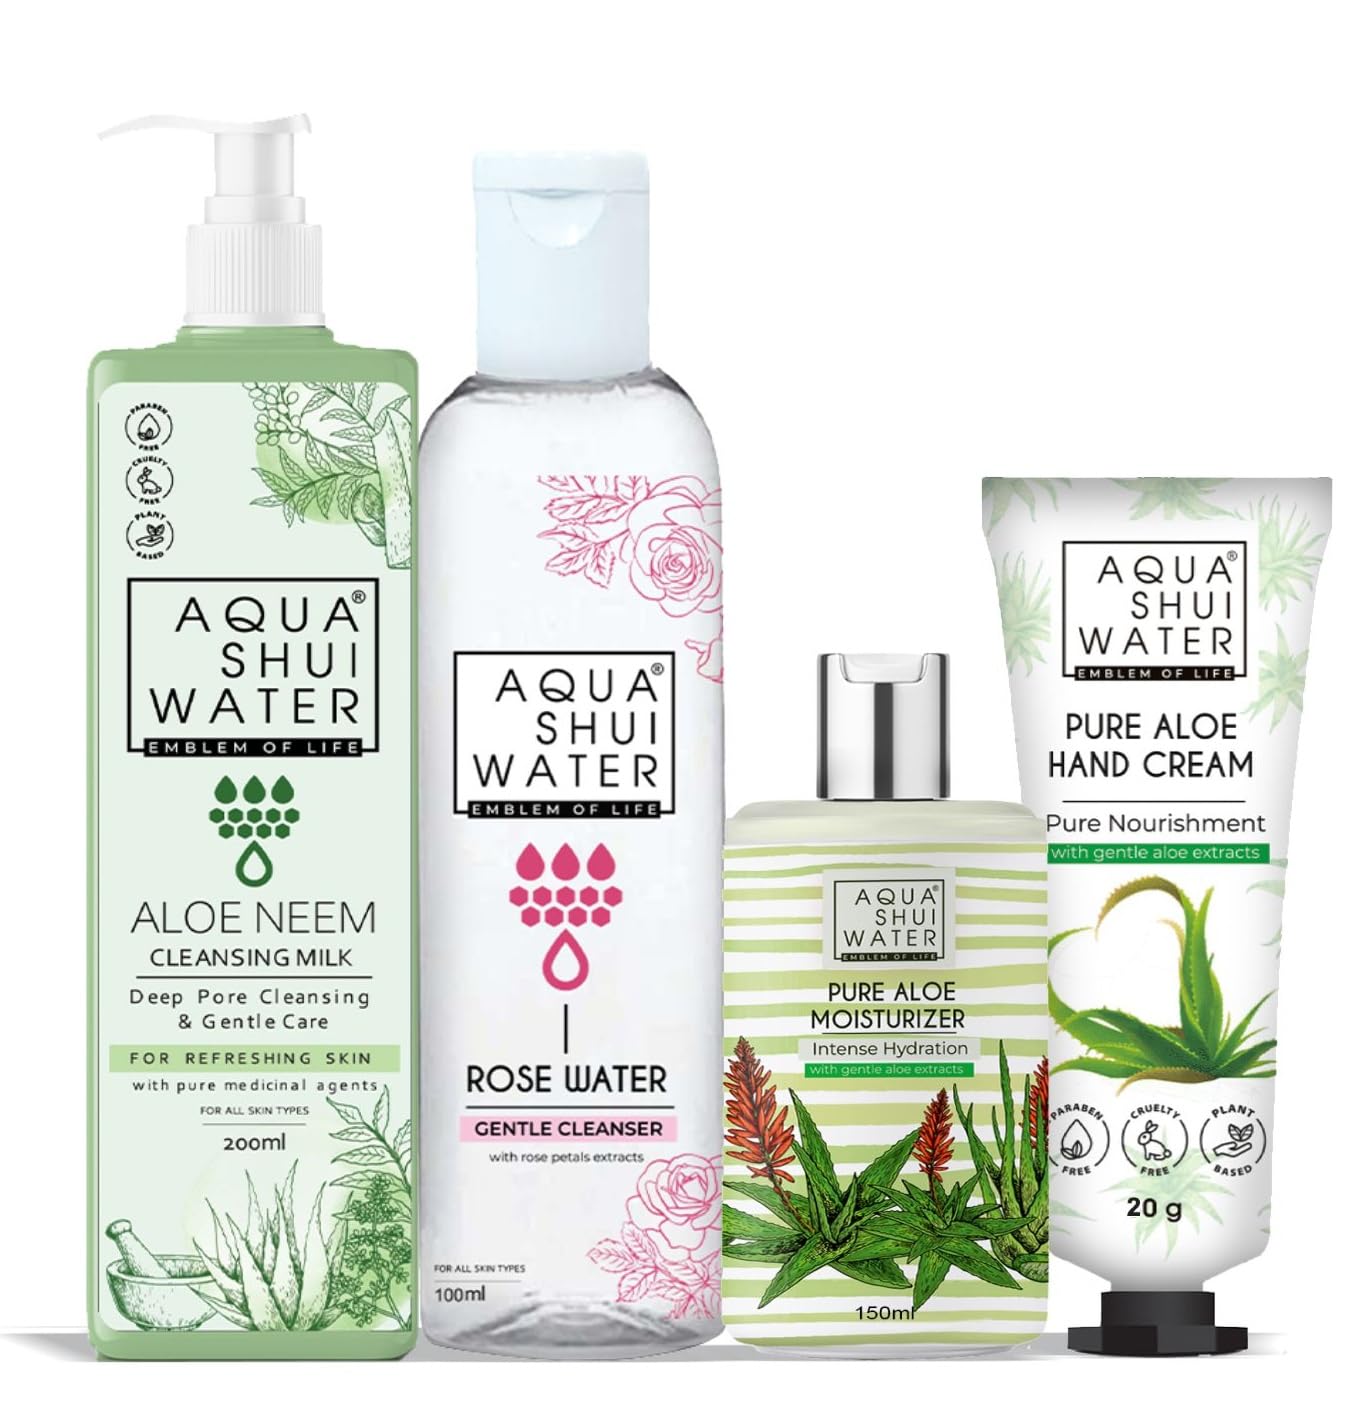 PARABEN
FREE
CRUELTY
FREE
PLANT
BASED
AQUA®
SHUI
WATER
EMBLEM OF LIFE
ALOE NEEM
CLEANSING MILK
Deep Pore Cleansing
& Gentle Care
FOR REFRESHING SKIN
with pure medicinal agents
FOR ALL SKIN TYPES
200ml
AQUA®
SHUI
WATER
EMBLEM OF LIFE
ROSE WATER
GENTLE CLEANSER
with rose petals extracts
FOR ALL SKIN TYPES
100ml
AQUA®
SHUI
WATER
EMBLEM OF LIFE
PURE ALOE
MOISTURIZER
Intense Hydration
with gentle aloe extracts
150ml
AQUA®
SHUI
WATER
EMBLEM OF LIFE
PURE ALOE
HAND CREAM
Pure Nourishment
with gentle aloe extracts
PARABEN
FREE
CRUELTY
FREE
PLANT
BASED
20 g